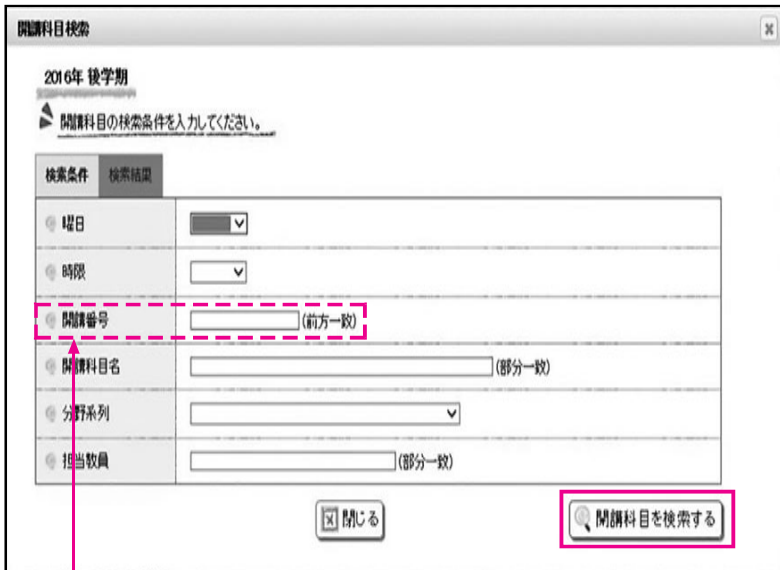 開講科目検索
2016年 後学期
開講科目の検索条件を入力してください。
検索条件 検索結果
曜日
時限
開講番号 (前方一致)
開講科目名 (部分一致)
分野系列
担当教員 (部分一致)
閉じる 開講科目を検索する